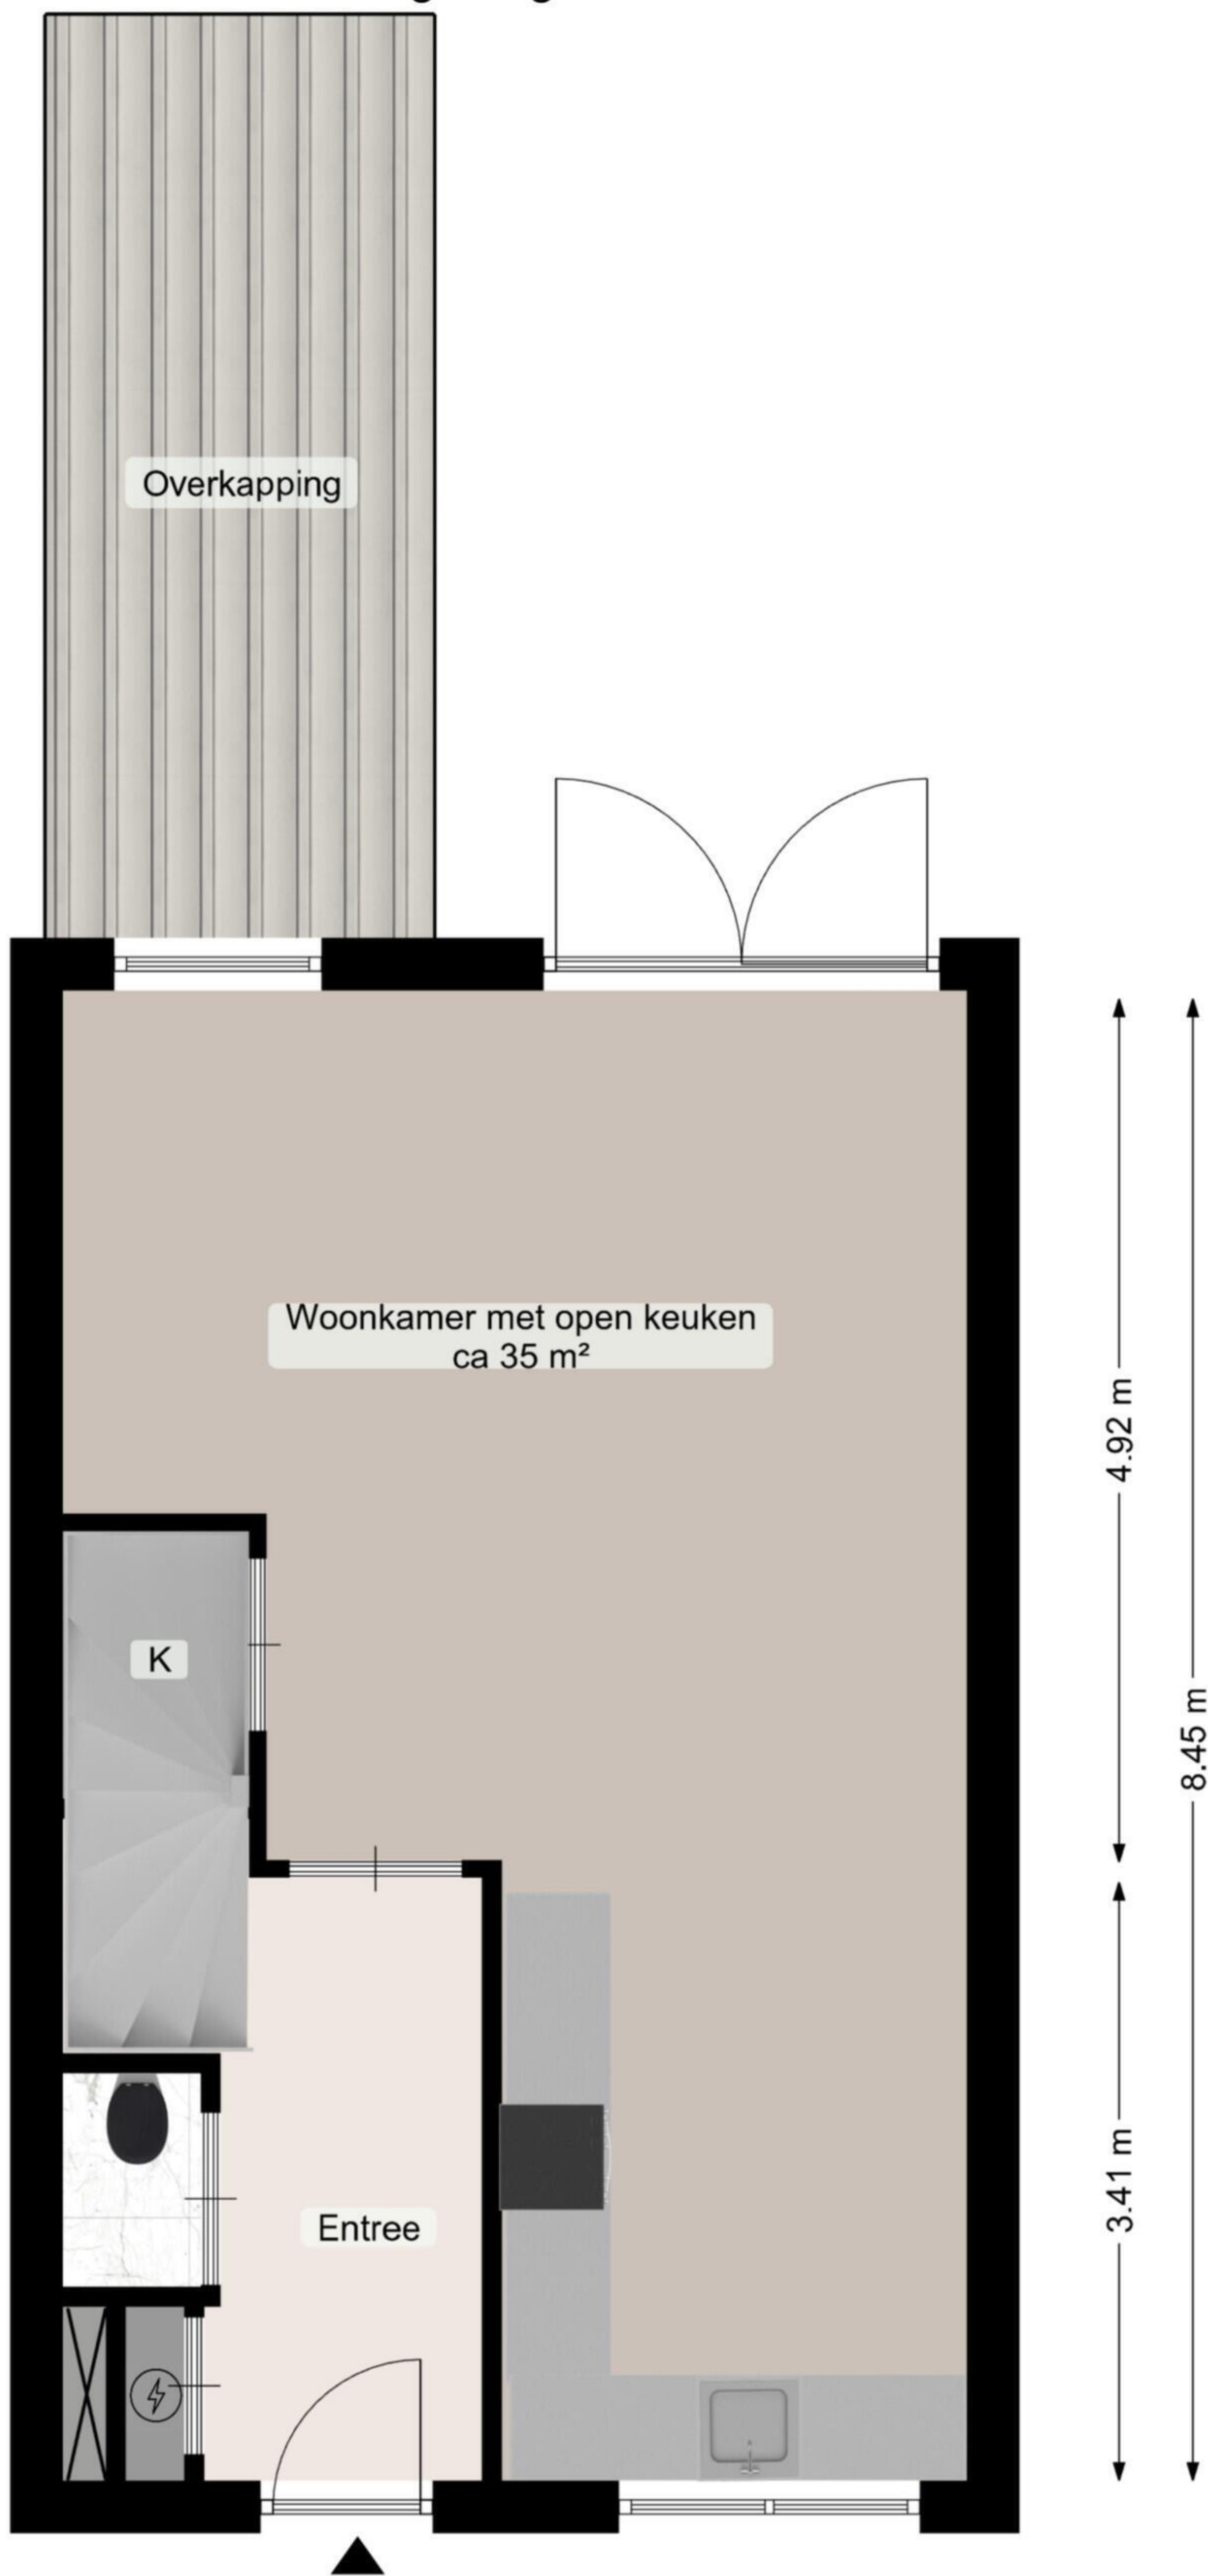 Overkapping
Woonkamer met open keuken
ca 35 m²
4.92 m
K
8.45 m
3.41 m
Entree